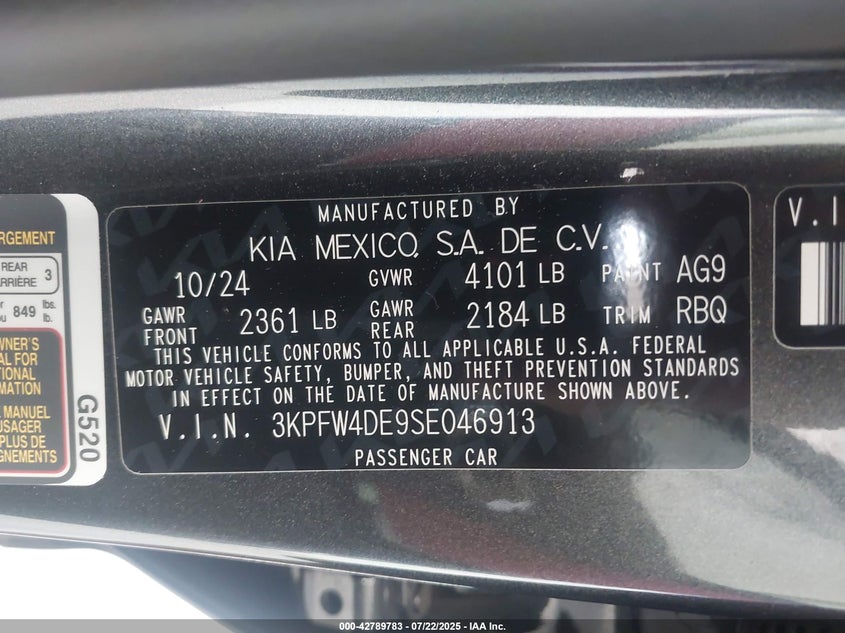 MANUFACTURED BY
KIA MEXICO, S.A. DE C.V.
10/24 GVWR 4101 LB PAINT AG9
GAWR FRONT 2361 LB GAWR REAR 2184 LB TRIM RBQ
THIS VEHICLE CONFORMS TO ALL APPLICABLE U.S.A. FEDERAL
MOTOR VEHICLE SAFETY, BUMPER, AND THEFT PREVENTION STANDARDS
IN EFFECT ON THE DATE OF MANUFACTURE SHOWN ABOVE.
V.I.N. 3KPFW4DE9SE046913
PASSENGER CAR
REAR 3
849 lbs.
lb.
MANUEL
G520
V.I
000-42789783 - 07/22/2025 - IAA Inc.